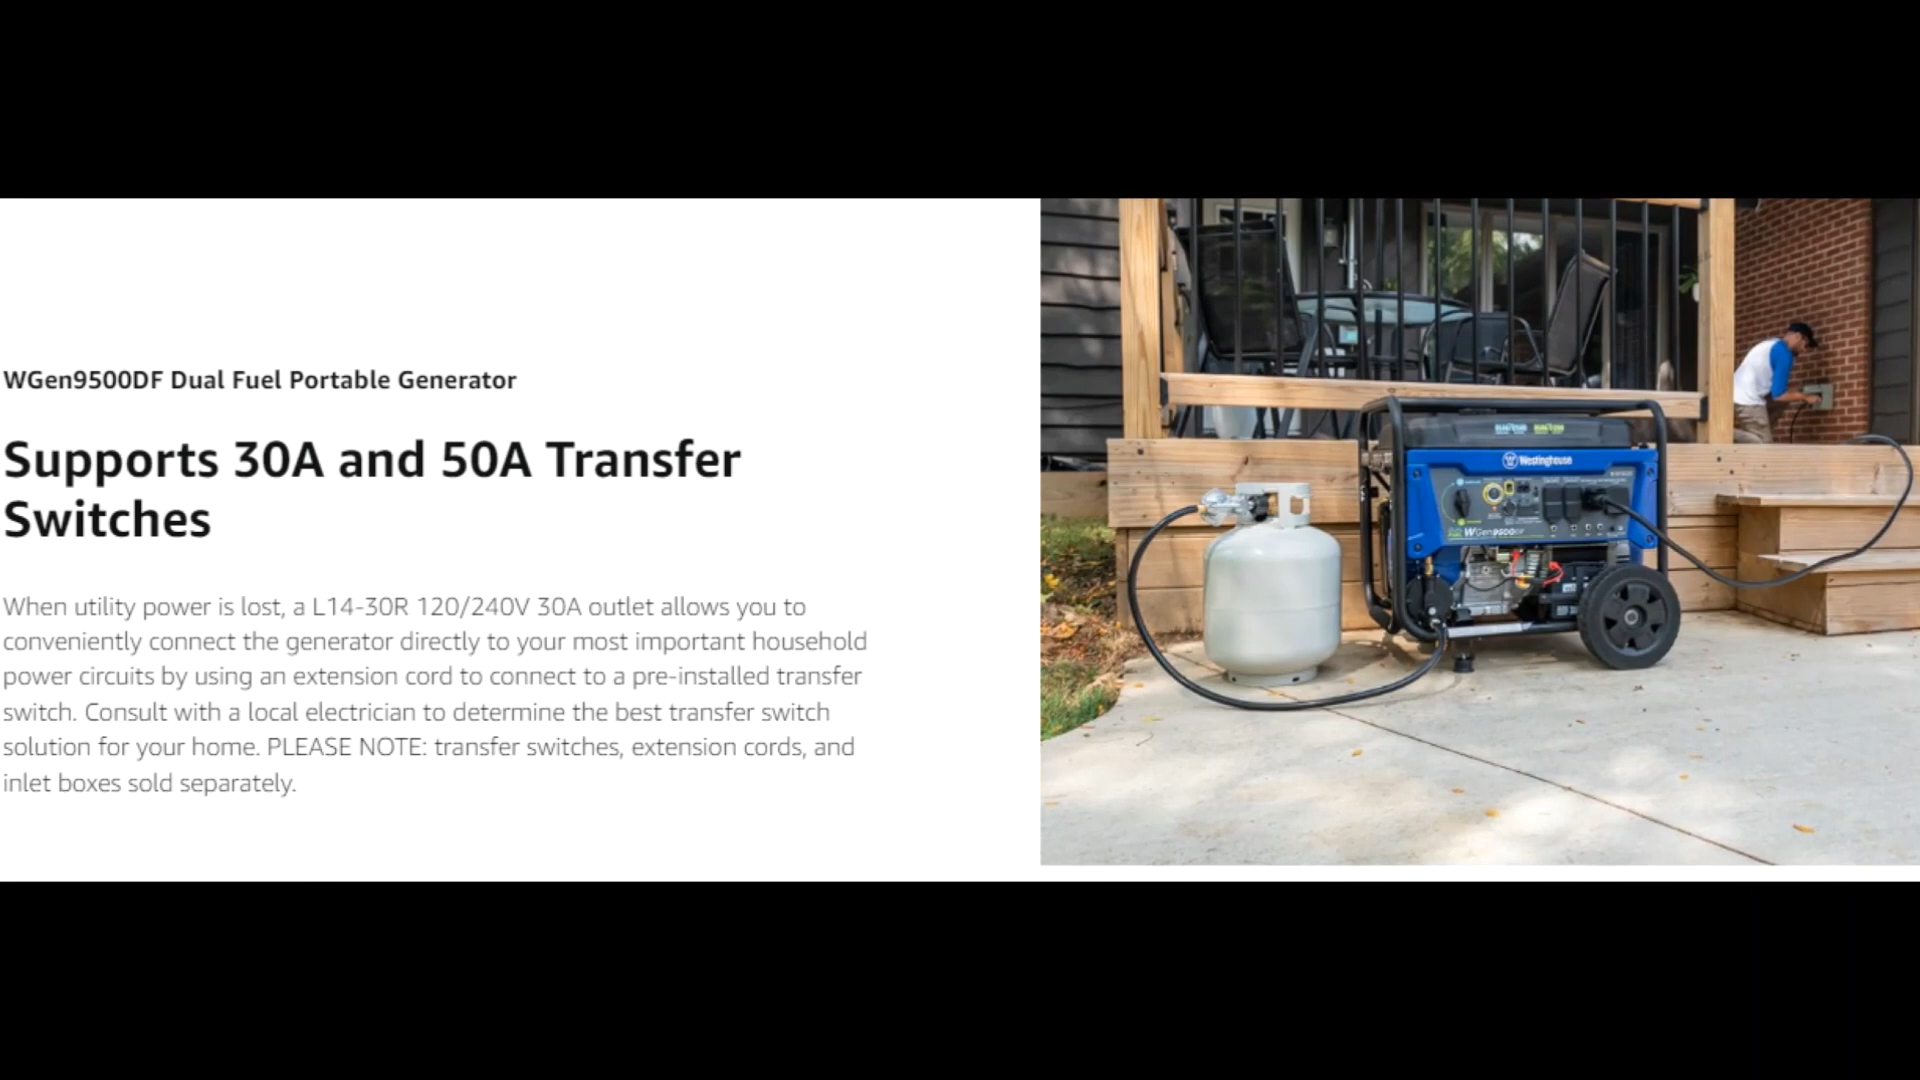 WGen9500DF Dual Fuel Portable Generator
Supports 30A and 50A Transfer
Switches
When utility power is lost, a L14-30R 120/240V 30A outlet allows you to
conveniently connect the generator directly to your most important household
power circuits by using an extension cord to connect to a pre-installed transfer
switch. Consult with a local electrician to determine the best transfer switch
solution for your home. PLEASE NOTE: transfer switches, extension cords, and
inlet boxes sold separately.
Westinghouse
WGen9500DF